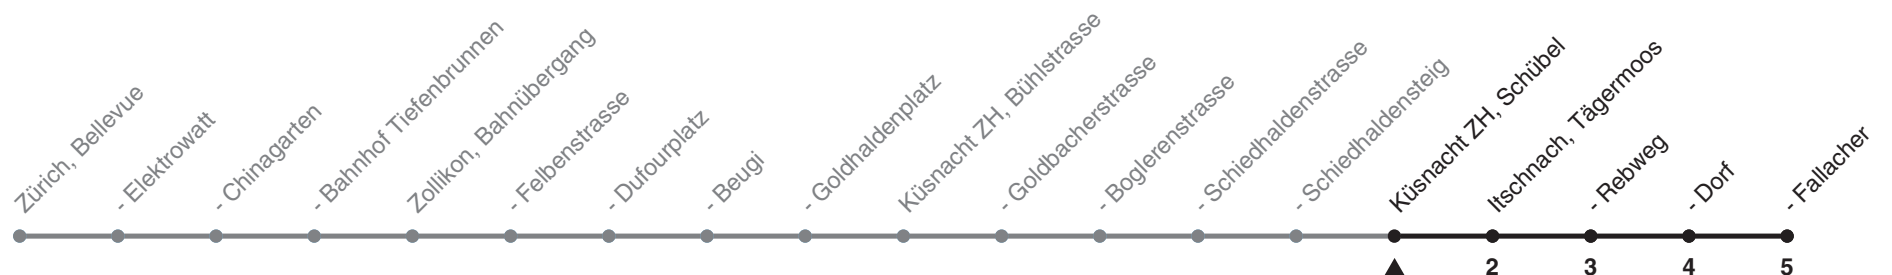 Zürich, Bellevue
- Elektrowatt
- Chinagarten
- Bahnhof Tiefenbrunnen
Zollikon, Bahnübergang
- Felbenstrasse
- Dufourplatz
- Beugi
- Goldhaldenplatz
Küsnacht ZH, Bühlstrasse
- Goldbacherstrasse
- Boglerenstrasse
- Schiedhaldenstrasse
- Schiedhaldensteig
Küsnacht ZH, Schübel
Itschnach, Tägermoos
- Rebweg
- Dorf
- Fallacher
2 3 4 5